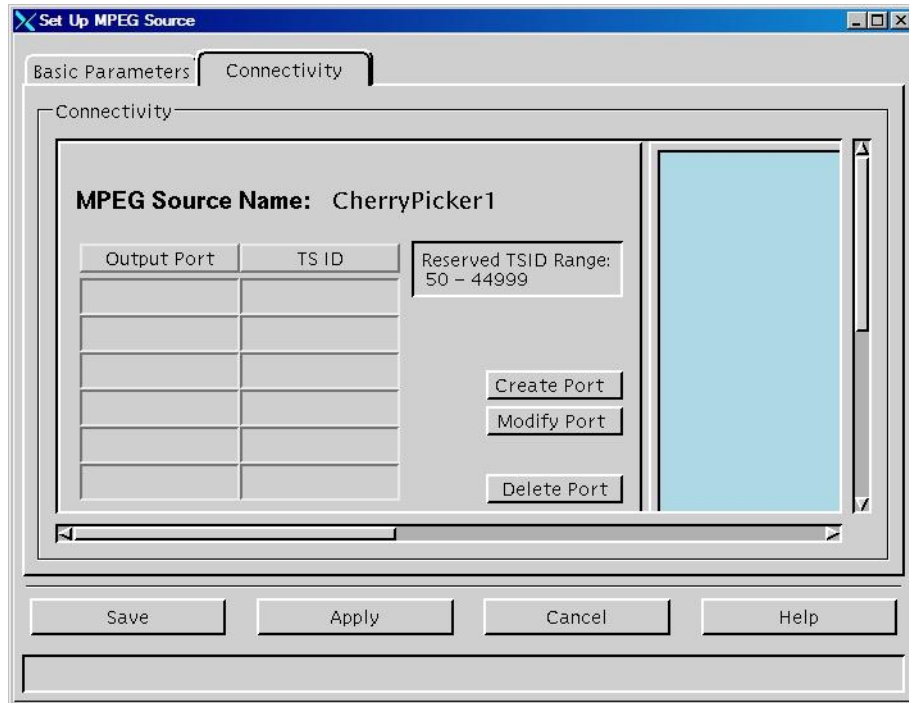 Set Up MPEG Source
Basic Parameters Connectivity
Connectivity
MPEG Source Name: CherryPicker1
Output Port TS ID
Reserved TSID Range:
50 – 44999
Create Port
Modify Port
Delete Port
Save Apply Cancel Help